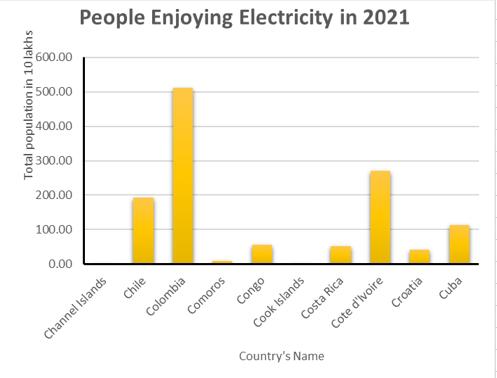 People Enjoying Electricity in 2021
Total population in 10 lakhs
600.00
500.00
400.00
300.00
200.00
100.00
0.00
Channel Islands
Chile
Colombia
Comoros
Congo
Cook Islands
Costa Rica
Cote d'Ivoire
Croatia
Cuba
Country's Name